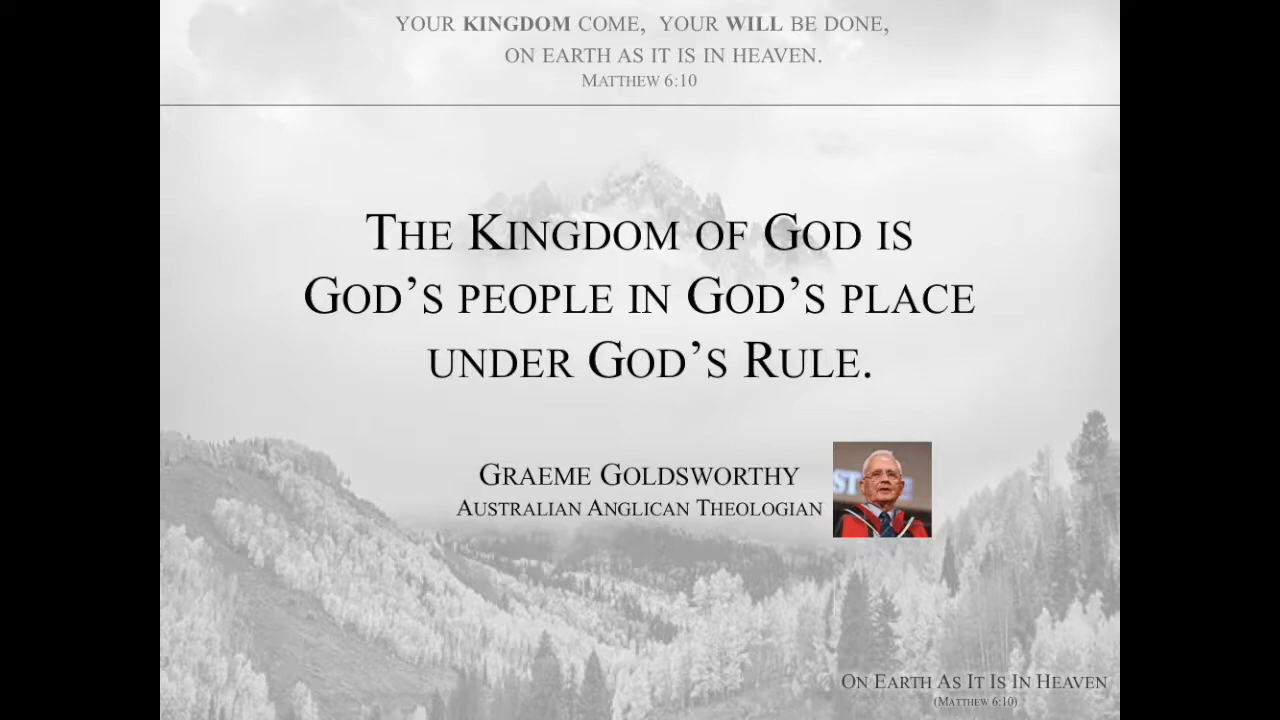 YOUR KINGDOM COME, YOUR WILL BE DONE,
ON EARTH AS IT IS IN HEAVEN.
MATTHEW 6:10
THE KINGDOM OF GOD IS
GOD'S PEOPLE IN GOD'S PLACE
UNDER GOD'S RULE.
GRAEME GOLDSWORTHY
AUSTRALIAN ANGLICAN THEOLOGIAN
ST
ON EARTH AS IT IS IN HEAVEN
(MATTHEW 6:10)